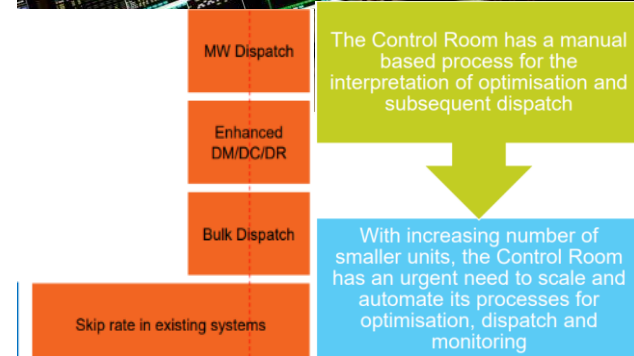 MW Dispatch
Enhanced
DM/DC/DR
Bulk Dispatch
Skip rate in existing systems
The Control Room has a manual
based process for the
interpretation of optimisation and
subsequent dispatch
With increasing number of
smaller units, the Control Room
has an urgent need to scale and
automate its processes for
optimisation, dispatch and
monitoring